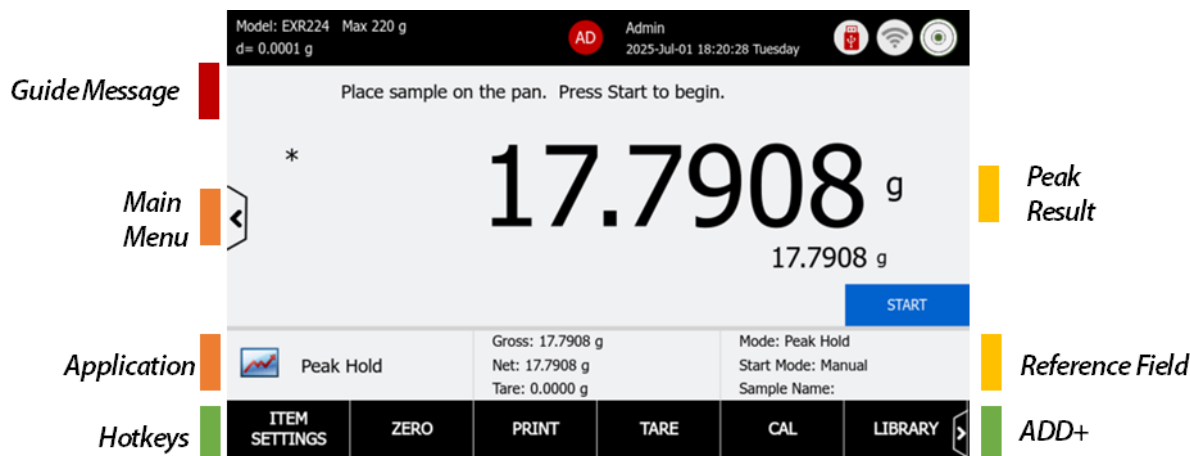 Model: EXR224 Max 220 g
d= 0.0001 g
AD
Admin
2025-Jul-01 18:20:28 Tuesday
Guide Message
Place sample on the pan. Press Start to begin.
*
17.7908 g
Peak
Result
Main
Menu
17.7908 g
START
Application
Peak Hold
Gross: 17.7908 g
Net: 17.7908 g
Tare: 0.0000 g
Mode: Peak Hold
Start Mode: Manual
Sample Name:
Reference Field
Hotkeys
ITEM
SETTINGS
ZERO
PRINT
TARE
CAL
LIBRARY
ADD+